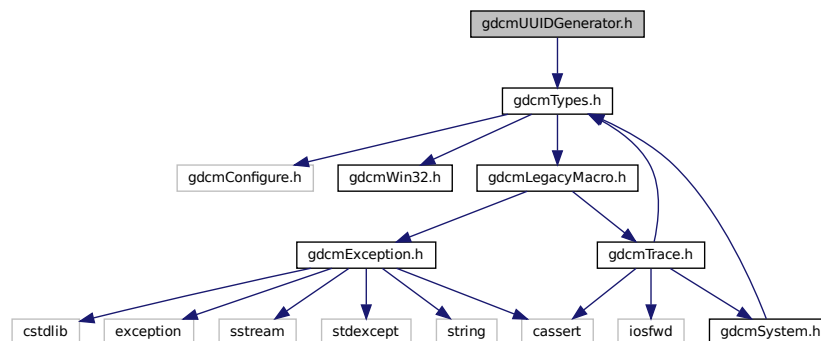 gdcmUUIDGenerator.h
gdcmTypes.h
gdcmConfigure.h
gdcmWin32.h
gdcmLegacyMacro.h
gdcmException.h
gdcmTrace.h
cstdlib
exception
sstream
stdexcept
string
cassert
iosfwd
gdcmSystem.h